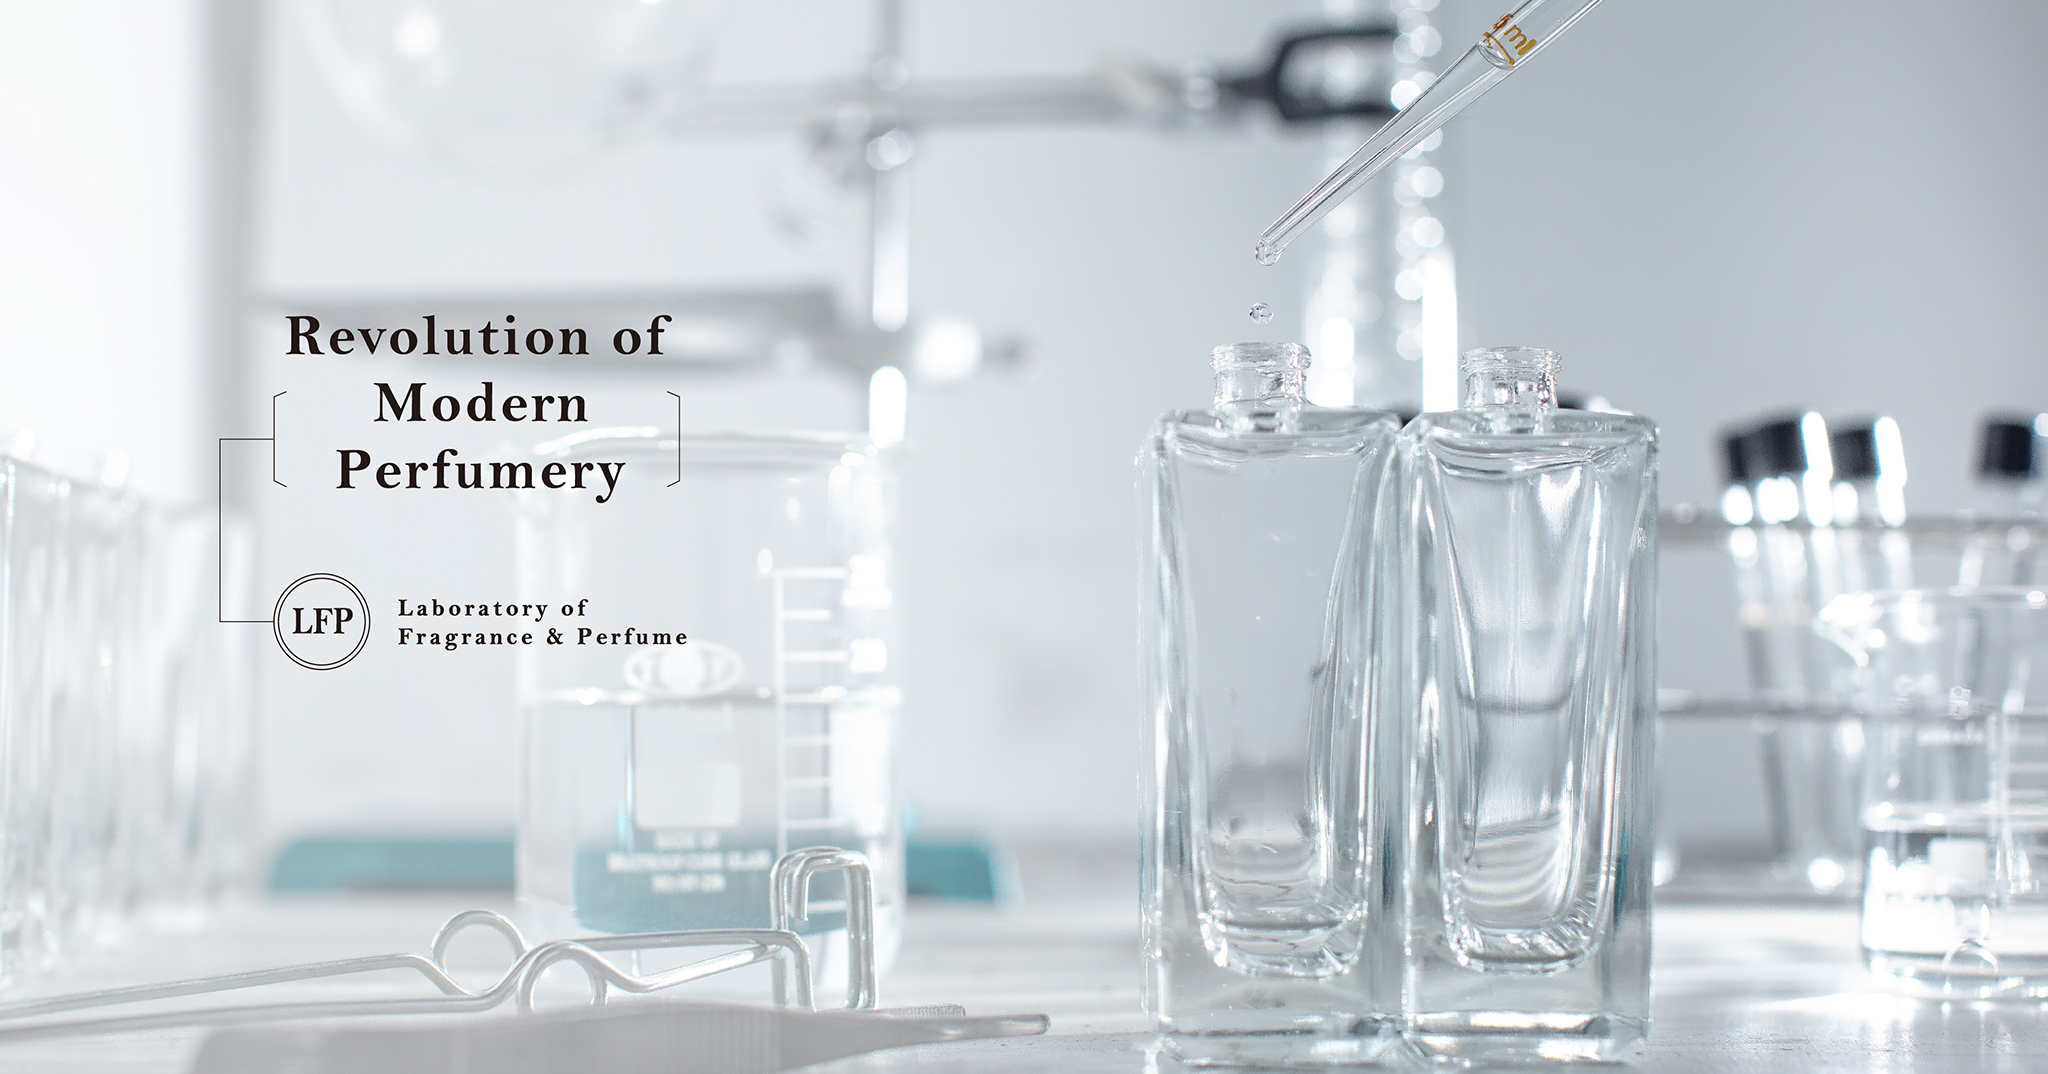 5ml
Revolution of
Modern
Perfumery
LFP
Laboratory of
Fragrance & Perfume